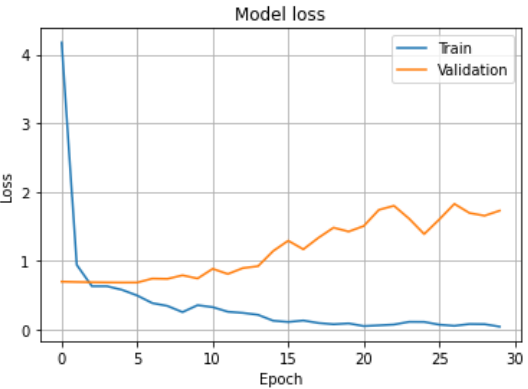 Model loss
Train
Validation
4
3
2
1
0
Loss
0 5 10 15 20 25 30
Epoch